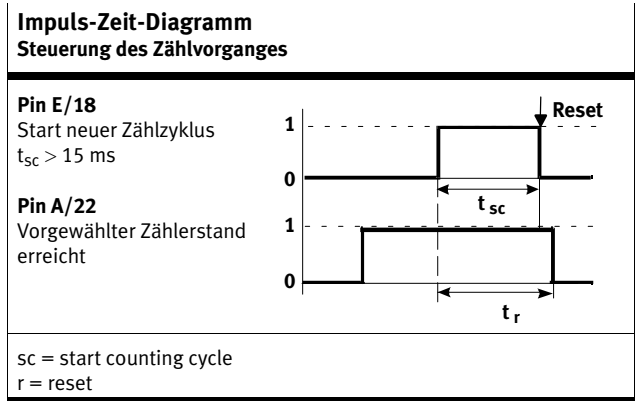 Impuls-Zeit-Diagramm
Steuerung des Zählvorganges
Pin E/18
Start neuer Zählzyklus
tsc > 15 ms
Pin A/22
Vorgewählter Zählerstand
erreicht
Reset
1
0
t sc
1
0
t r
sc = start counting cycle
r = reset